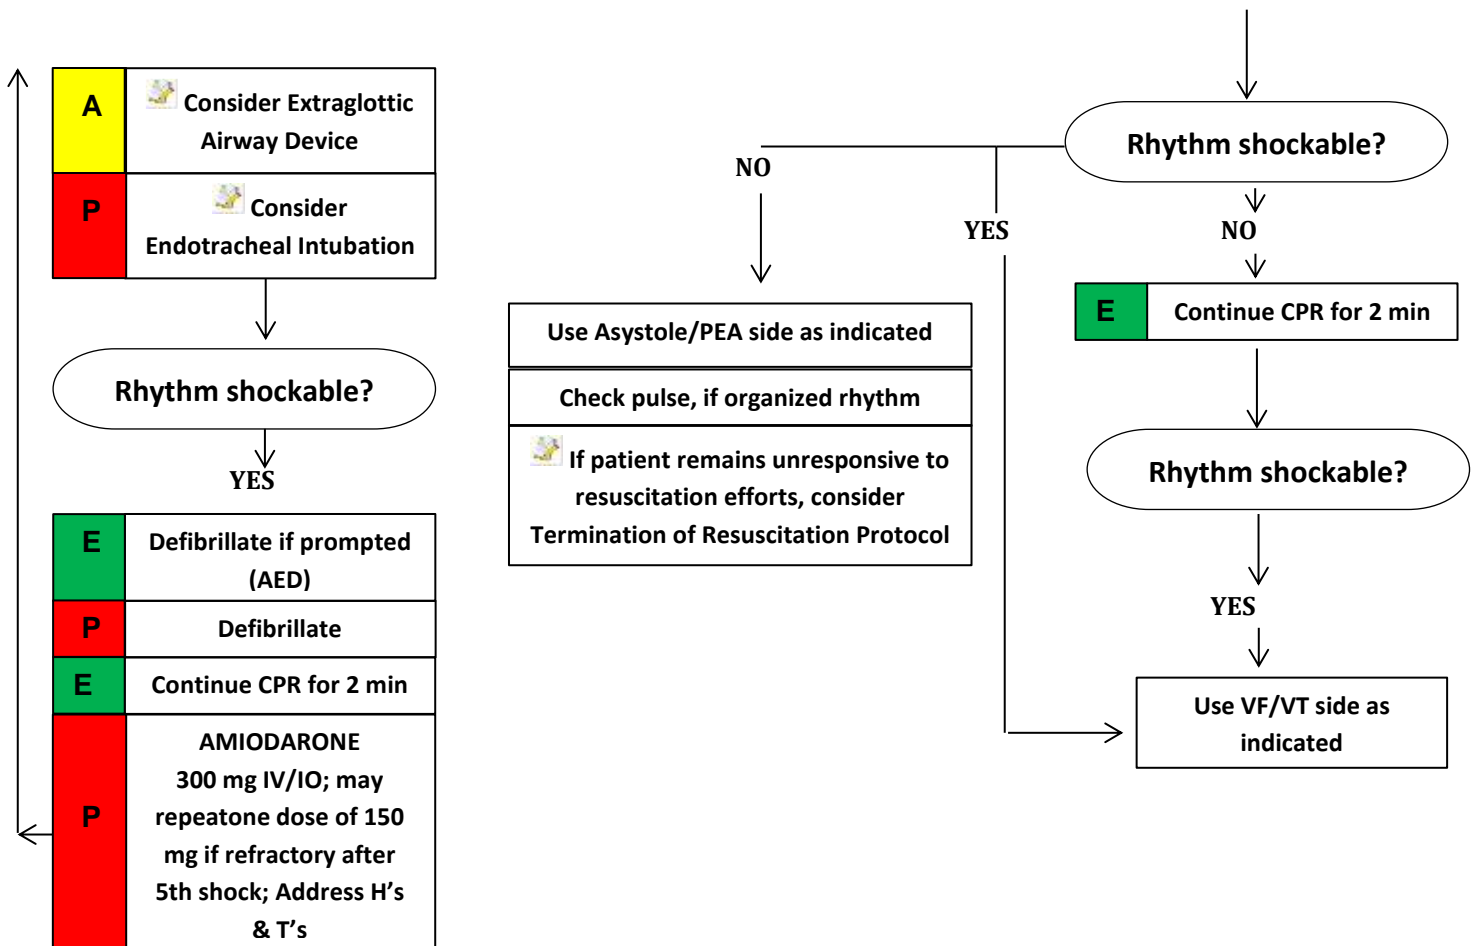 A
Consider Extraglottic
Airway Device
P
Consider
Endotracheal Intubation
Rhythm shockable?
YES
E
Defibrillate if prompted
(AED)
P
Defibrillate
E
Continue CPR for 2 min
P
AMIODARONE
300 mg IV/IO; may
repeatone dose of 150
mg if refractory after
5th shock; Address H's
& T's
NO
Use Asystole/PEA side as indicated
Check pulse, if organized rhythm
If patient remains unresponsive to
resuscitation efforts, consider
Termination of Resuscitation Protocol
YES
Rhythm shockable?
NO
E
Continue CPR for 2 min
Rhythm shockable?
YES
Use VF/VT side as
indicated